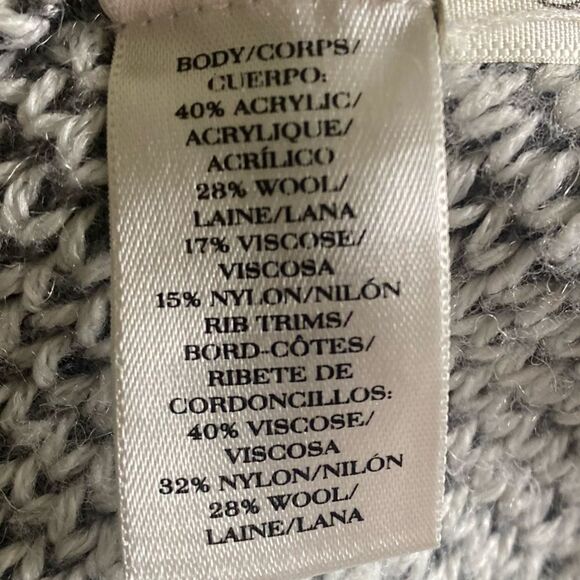 BODY/CORPS/
CUERPO:
40% ACRYLIC/
ACRYLIQUE/
ACRÍLICO
28% WOOL/
LAINE/LANA
17% VISCOSE/
VISCOSA
15% NYLON/NILÓN
RIB TRIMS/
BORD-CÔTES/
RIBETE DE
CORDONCILLOS:
40% VISCOSE/
VISCOSA
32% NYLON/NILÓN
28% WOOL/
LAINE/LANA